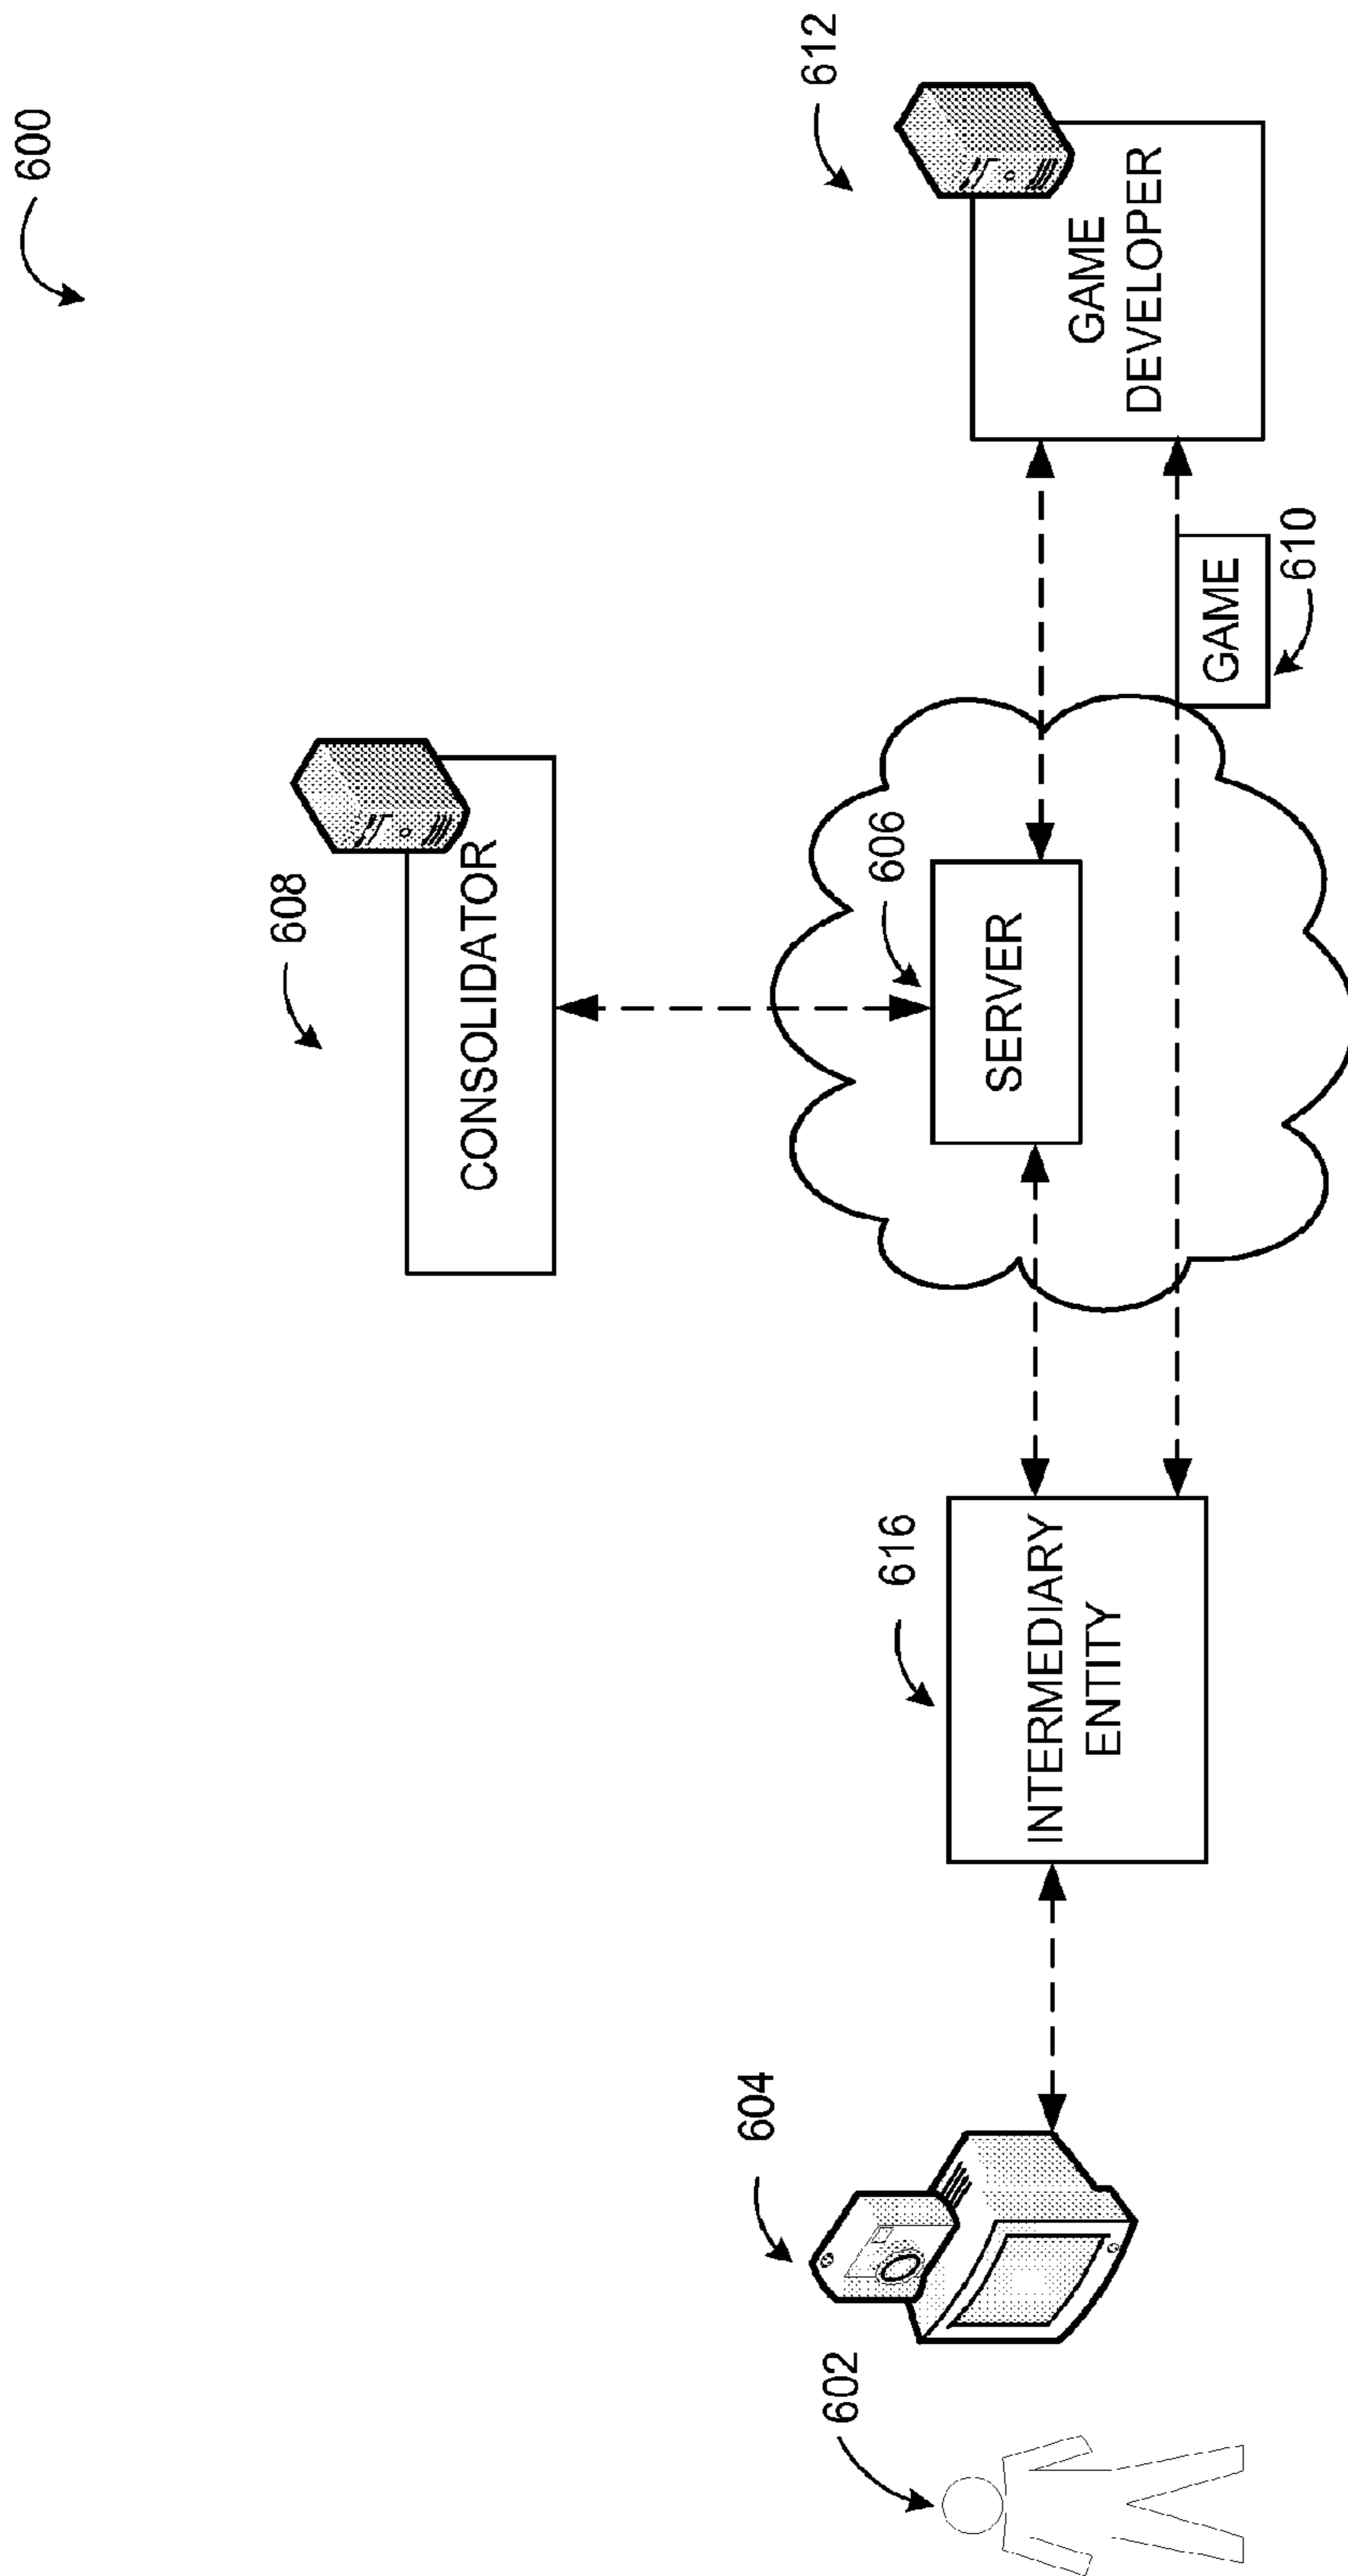 600
608
CONSOLIDATOR
612
602
604
616
606
INTERMEDIARY
ENTITY
SERVER
GAME
DEVELOPER
GAME
610